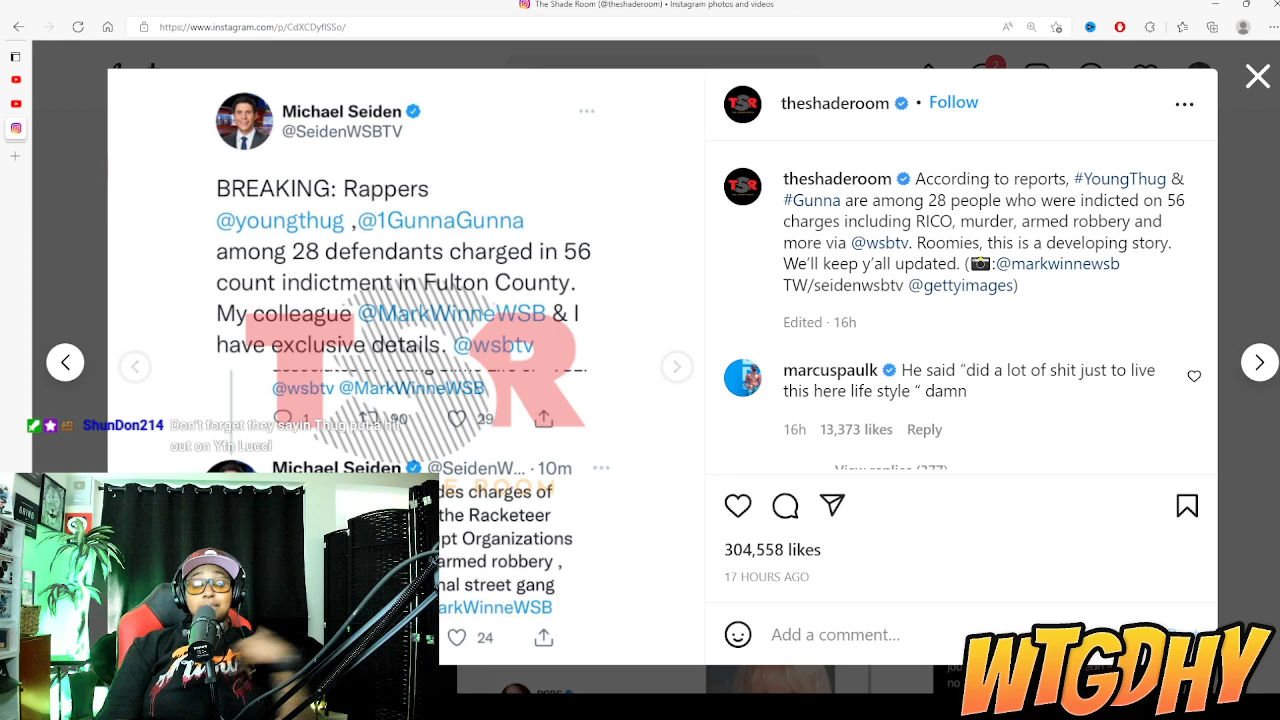 The Shade Room (@theshaderoom) • Instagram photos and videos
https://www.instagram.com/p/CdXCDyflSSo/
2
Michael Seiden
@SeidenWSBTV
BREAKING: Rappers
@youngthug ,@1GunnaGunna
among 28 defendants charged in 56
count indictment in Fulton County.
My colleague @MarkWinneWSB & I
have exclusive details. @wsbtv
TSR
@wsbtv @MarkWinneWSB
1 90 29
ShunDon214 Don't forget they sayin Thug put a hit
out on Yfn Lucci
Michael Seiden @SeidenW... · 10m
des charges of
the Racketeer
pt Organizations
armed robbery ,
nal street gang
arkWinneWSB
24
TSR
theshaderoom • Follow
TSR
theshaderoom According to reports, #YoungThug &
#Gunna are among 28 people who were indicted on 56
charges including RICO, murder, armed robbery and
more via @wsbtv. Roomies, this is a developing story.
We'll keep y'all updated. (📷:@markwinnewsb
TW/seidenwsbtv @gettyimages)
Edited · 16h
marcuspaulk He said "did a lot of shit just to live
this here life style " damn
16h 13,373 likes Reply
View replies (377)
304,558 likes
17 HOURS AGO
Add a comment...
WTGDHY